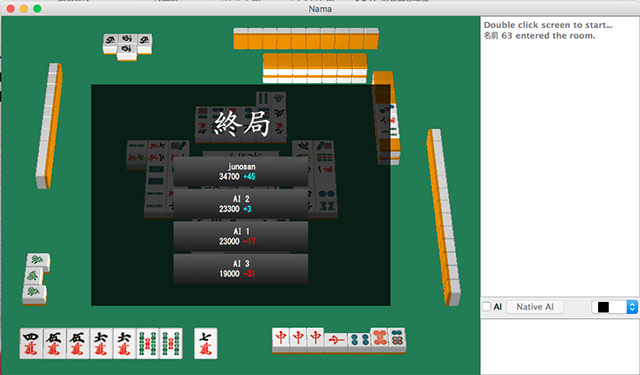 Nama
Double click screen to start...
名前 63 entered the room.
終局
junosan
34700 +45
AI 2
23300 +3
AI 1
23000 -17
AI 3
19000 -31
AI
Native AI
四萬 五萬 五萬 六萬 六萬 七萬
中 中 中